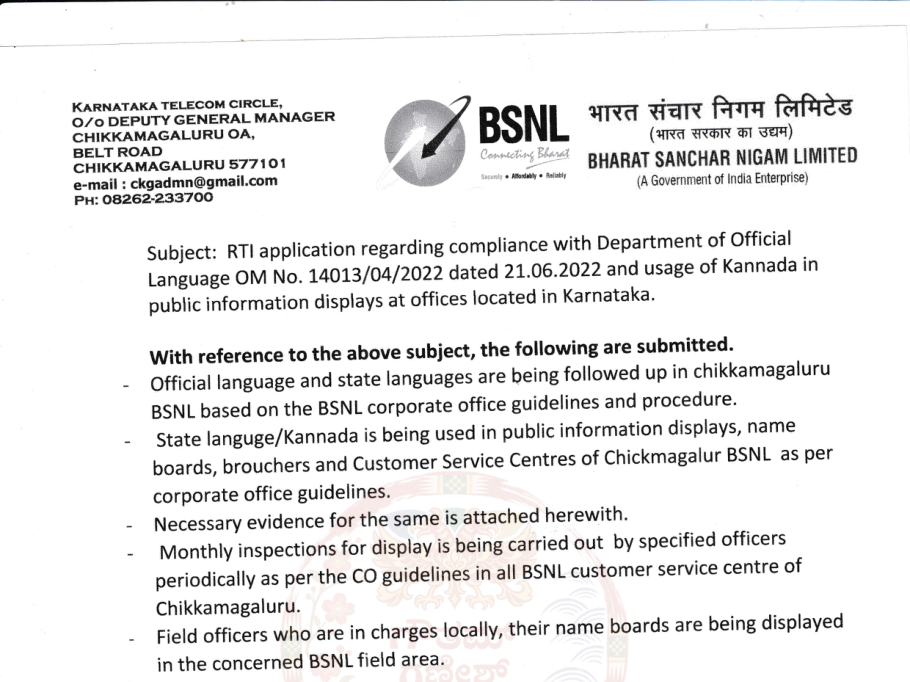 KARNATAKA TELECOM CIRCLE,
O/o DEPUTY GENERAL MANAGER
CHIKKAMAGALURU OA,
BELT ROAD
CHIKKAMAGALURU 577101
e-mail : ckgadmn@gmail.com
PH: 08262-233700
BSNL
Connecting Bharat
Securely • Affordably • Reliably
भारत संचार निगम लिमिटेड
(भारत सरकार का उद्यम)
BHARAT SANCHAR NIGAM LIMITED
(A Government of India Enterprise)
Subject: RTI application regarding compliance with Department of Official
Language OM No. 14013/04/2022 dated 21.06.2022 and usage of Kannada in
public information displays at offices located in Karnataka.
With reference to the above subject, the following are submitted.
- Official language and state languages are being followed up in chikkamagaluru
BSNL based on the BSNL corporate office guidelines and procedure.
- State languge/Kannada is being used in public information displays, name
boards, brouchers and Customer Service Centres of Chickmagalur BSNL as per
corporate office guidelines.
- Necessary evidence for the same is attached herewith.
- Monthly inspections for display is being carried out by specified officers
periodically as per the CO guidelines in all BSNL customer service centre of
Chikkamagaluru.
- Field officers who are in charges locally, their name boards are being displayed
in the concerned BSNL field area.
ಗೌತಮ್
ಗಣೇಶ್